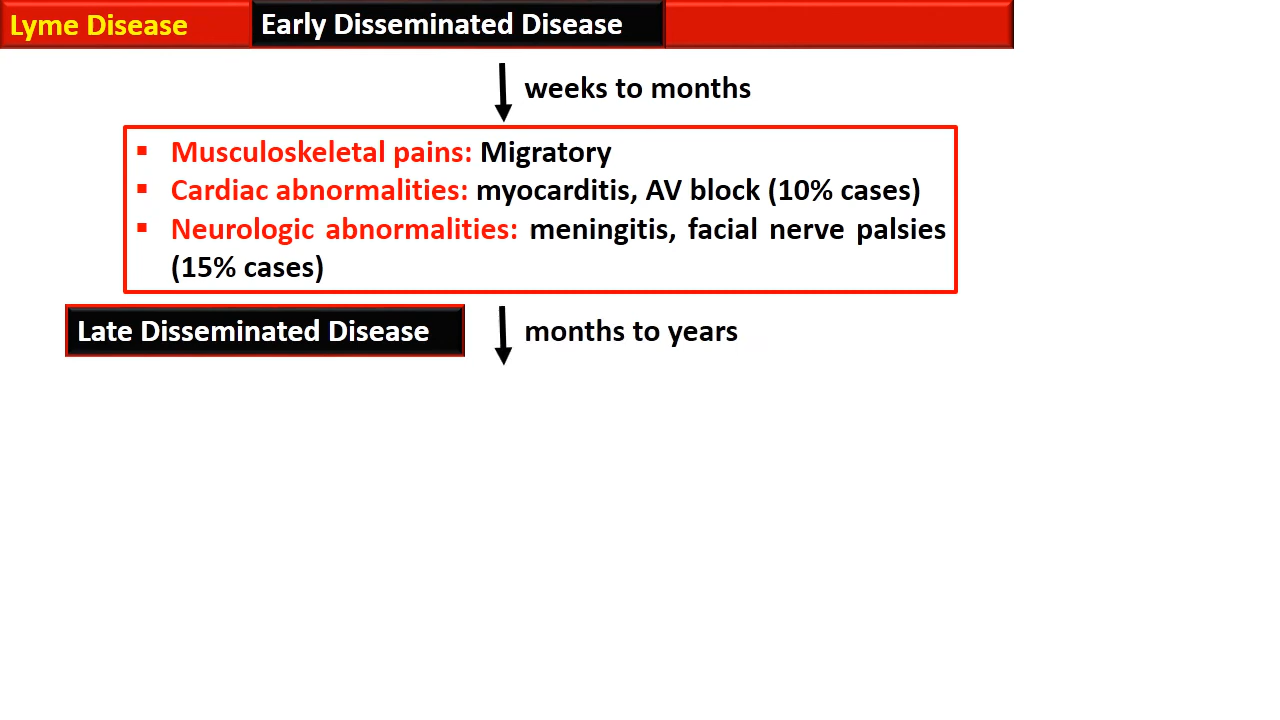 Lyme Disease
Early Disseminated Disease
weeks to months
▪ Musculoskeletal pains: Migratory
▪ Cardiac abnormalities: myocarditis, AV block (10% cases)
▪ Neurologic abnormalities: meningitis, facial nerve palsies
(15% cases)
Late Disseminated Disease
months to years